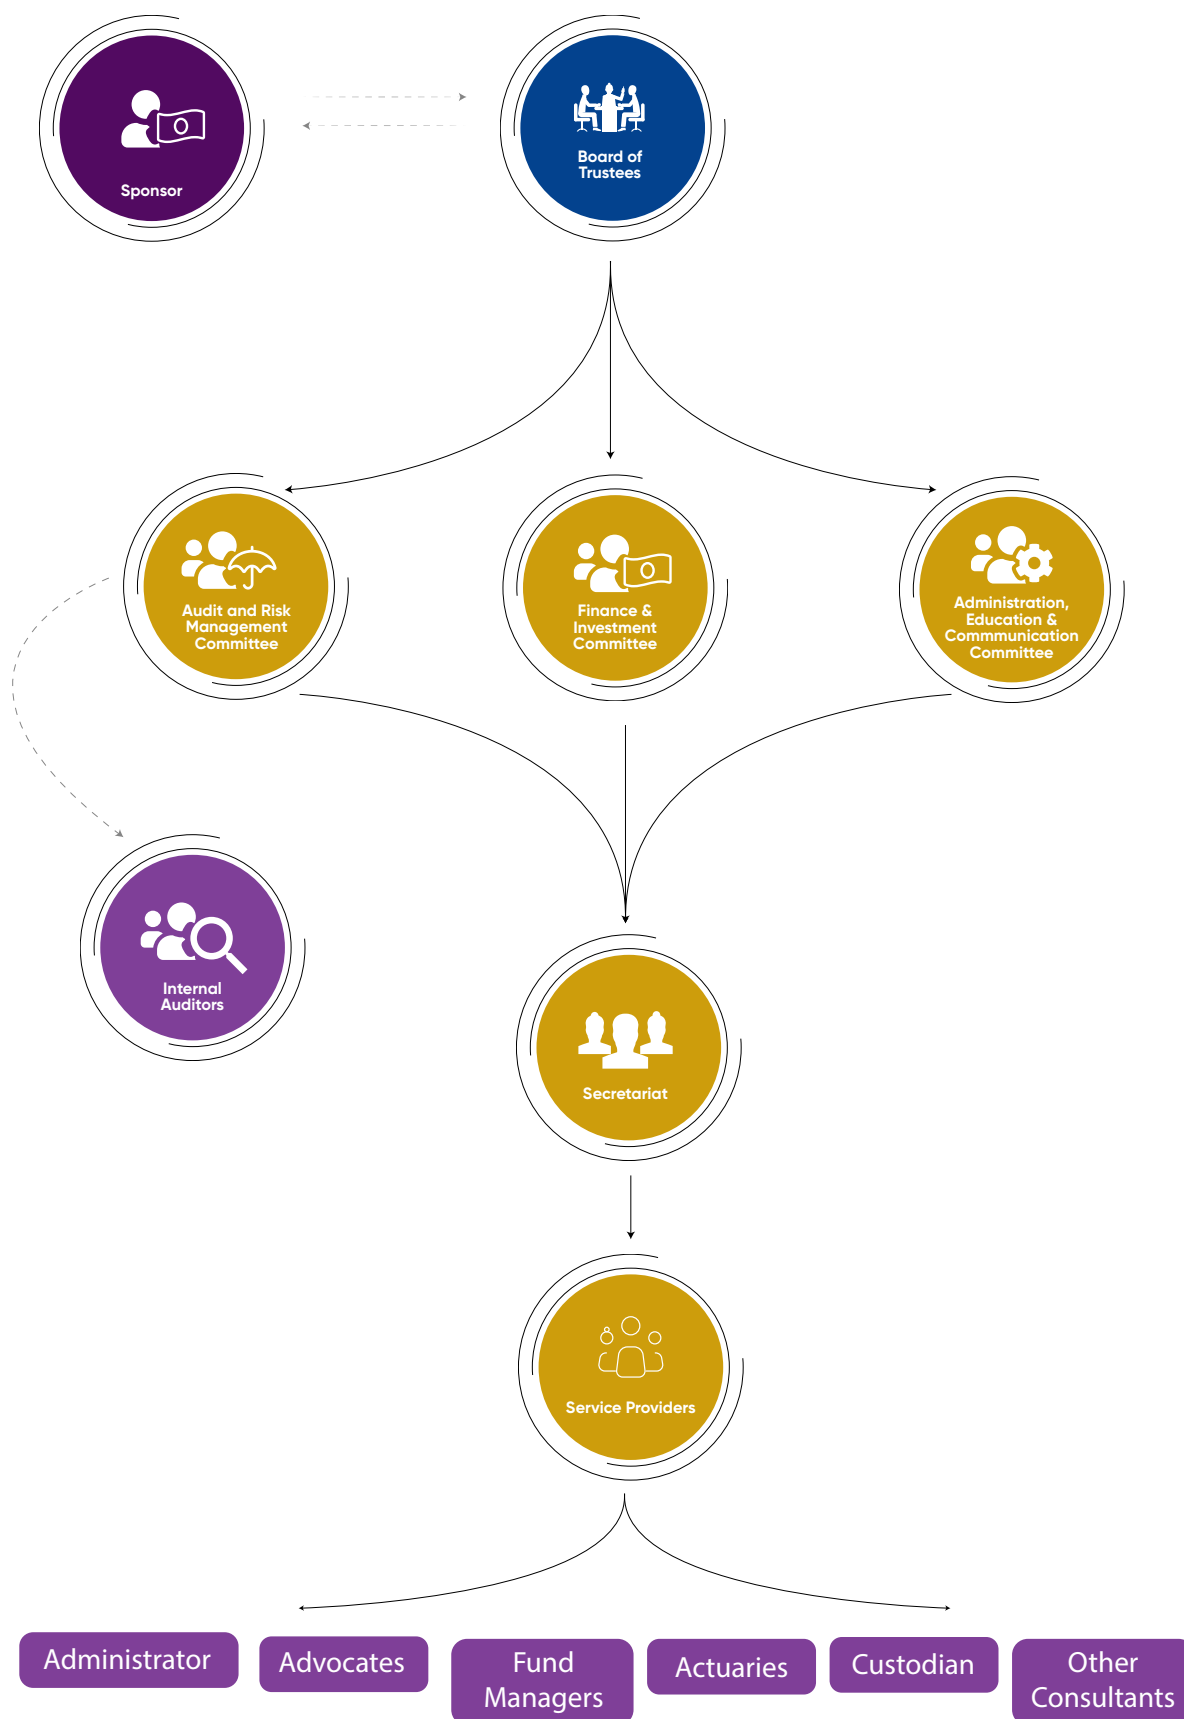 Sponsor
Board of
Trustees
Audit and Risk
Management
Committee
Finance &
Investment
Committee
Administration,
Education &
Commmunication
Committee
Internal
Auditors
Secretariat
Service Providers
Administrator
Advocates
Fund
Managers
Actuaries
Custodian
Other
Consultants